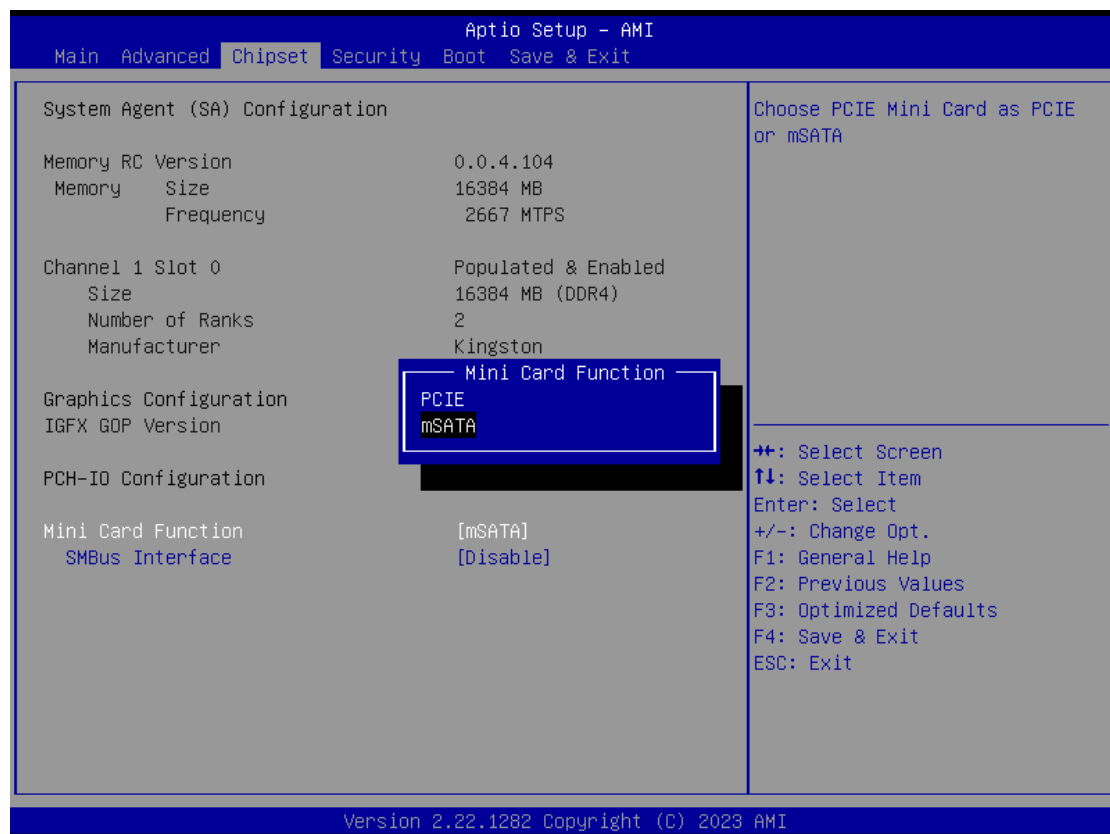 Aptio Setup – AMI
Main Advanced Chipset Security Boot Save & Exit
System Agent (SA) Configuration
Memory RC Version 0.0.4.104
Memory Size 16384 MB
Frequency 2667 MTPS
Channel 1 Slot 0 Populated & Enabled
Size 16384 MB (DDR4)
Number of Ranks 2
Manufacturer Kingston
Graphics Configuration
IGFX GOP Version
PCH-IO Configuration
Mini Card Function [mSATA]
SMBus Interface [Disable]
Mini Card Function
PCIE
mSATA
Choose PCIE Mini Card as PCIE
or mSATA
→←: Select Screen
↑↓: Select Item
Enter: Select
+/-: Change Opt.
F1: General Help
F2: Previous Values
F3: Optimized Defaults
F4: Save & Exit
ESC: Exit
Version 2.22.1282 Copyright (C) 2023 AMI